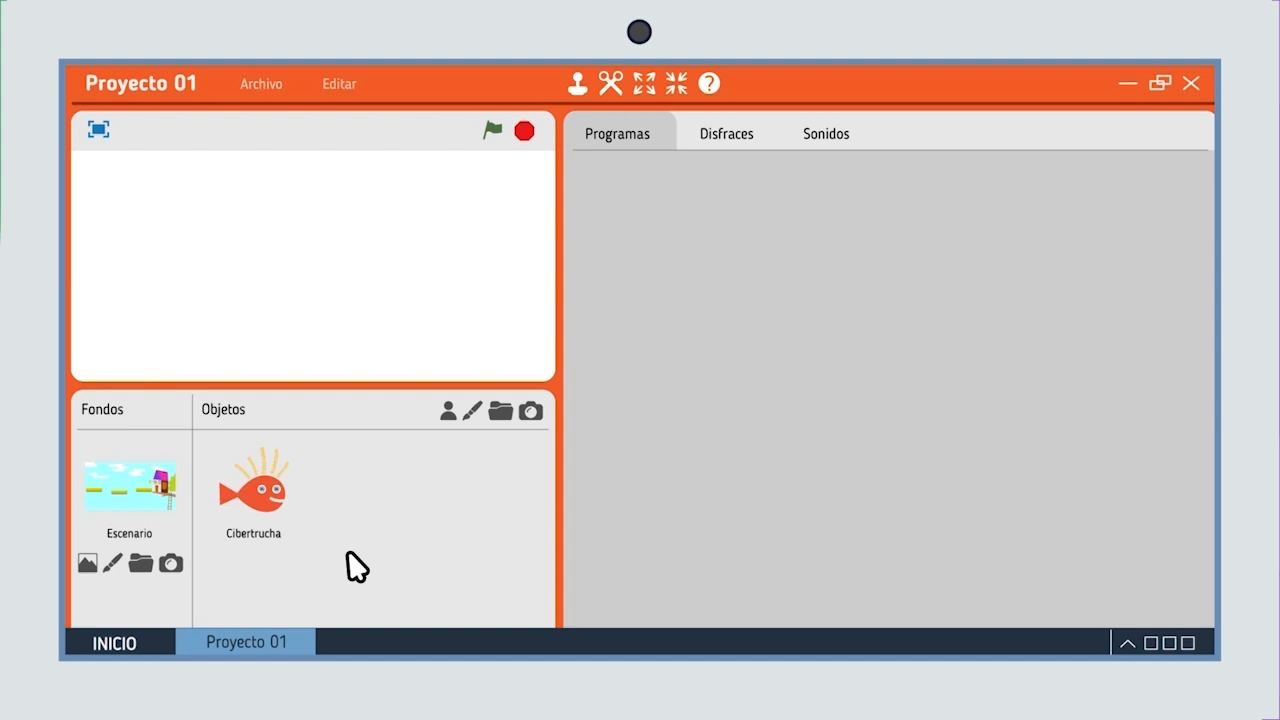 Proyecto 01 Archivo Editar ?
Programas Disfraces Sonidos
Fondos Objetos
Escenario Cibertrucha
INICIO Proyecto 01